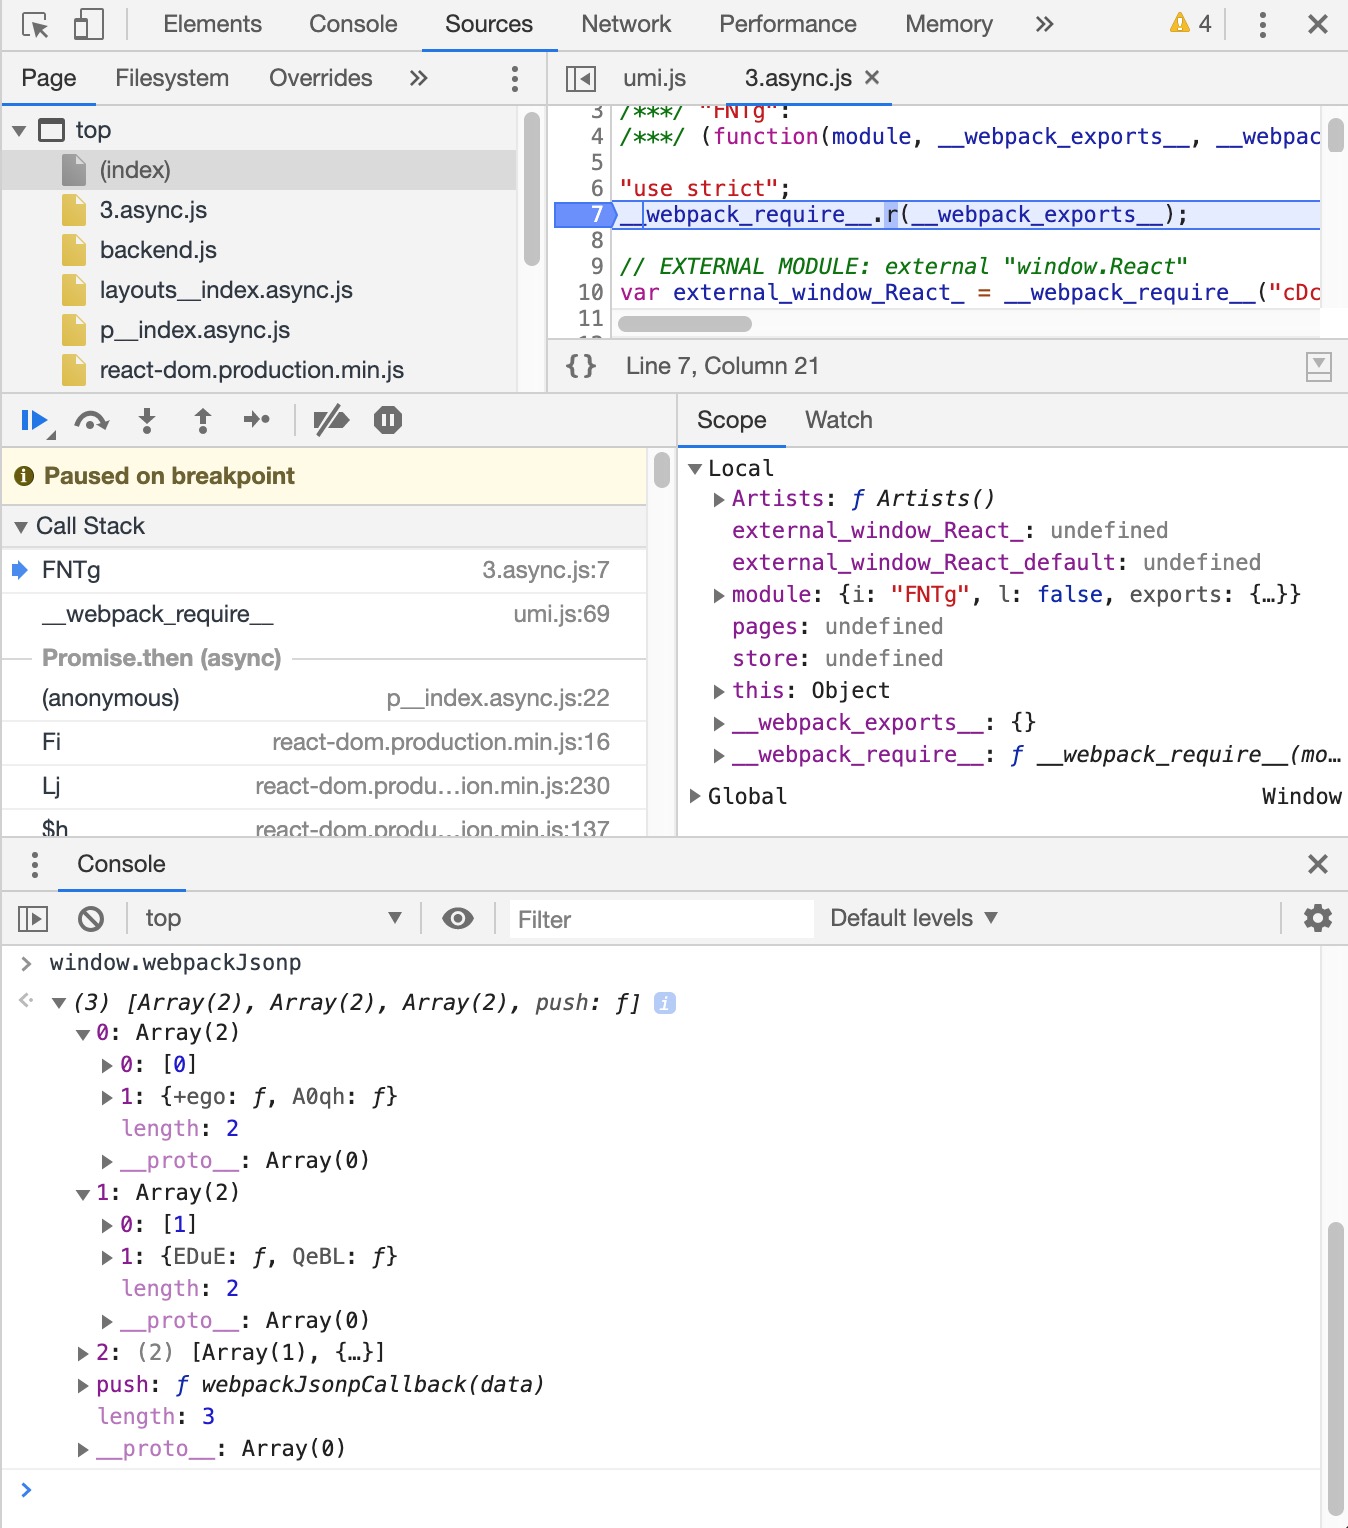 Elements Console Sources Network Performance Memory » 4
Page Filesystem Overrides » umi.js 3.async.js
top
(index)
3.async.js
backend.js
layouts__index.async.js
p__index.async.js
react-dom.production.min.js
3 /***/ "FNTg":
4 /***/ (function(module, __webpack_exports__, __webpac
5
6 "use strict";
7 __webpack_require__.r(__webpack_exports__);
8
9 // EXTERNAL MODULE: external "window.React"
10 var external_window_React_ = __webpack_require__("cDc
11
{} Line 7, Column 21
Paused on breakpoint
Call Stack
FNTg 3.async.js:7
__webpack_require__ umi.js:69
Promise.then (async)
(anonymous) p__index.async.js:22
Fi react-dom.production.min.js:16
Lj react-dom.produ…ion.min.js:230
$h react-dom.produ…ion.min.js:137
Scope Watch
Local
Artists: ƒ Artists()
external_window_React_: undefined
external_window_React_default: undefined
module: {i: "FNTg", l: false, exports: {…}}
pages: undefined
store: undefined
this: Object
__webpack_exports__: {}
__webpack_require__: ƒ __webpack_require__(mo…
Global Window
Console
top Filter Default levels
window.webpackJsonp
(3) [Array(2), Array(2), Array(2), push: ƒ] i
0: Array(2)
0: [0]
1: {+ego: ƒ, A0qh: ƒ}
length: 2
__proto__: Array(0)
1: Array(2)
0: [1]
1: {EDuE: ƒ, QeBL: ƒ}
length: 2
__proto__: Array(0)
2: (2) [Array(1), {…}]
push: ƒ webpackJsonpCallback(data)
length: 3
__proto__: Array(0)